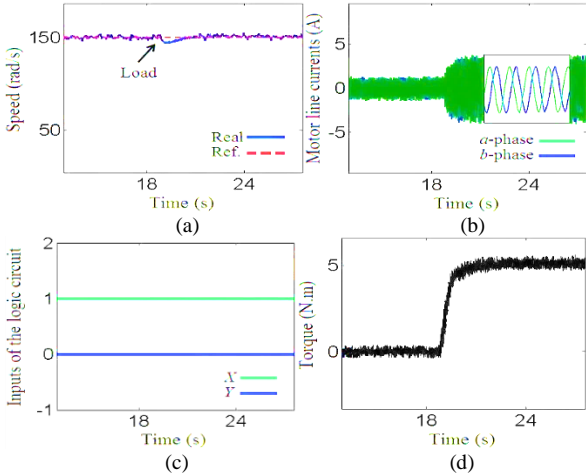 Speed (rad/s)
150
50
Load
Real
Ref.
18
24
Time (s)
(a)
Motor line currents (A)
5
0
-5
a-phase
b-phase
18
24
Time (s)
(b)
Inputs of the logic circuit
2
1
0
-1
X
Y
18
24
Time (s)
(c)
Torque (N.m)
5
0
18
24
Time (s)
(d)